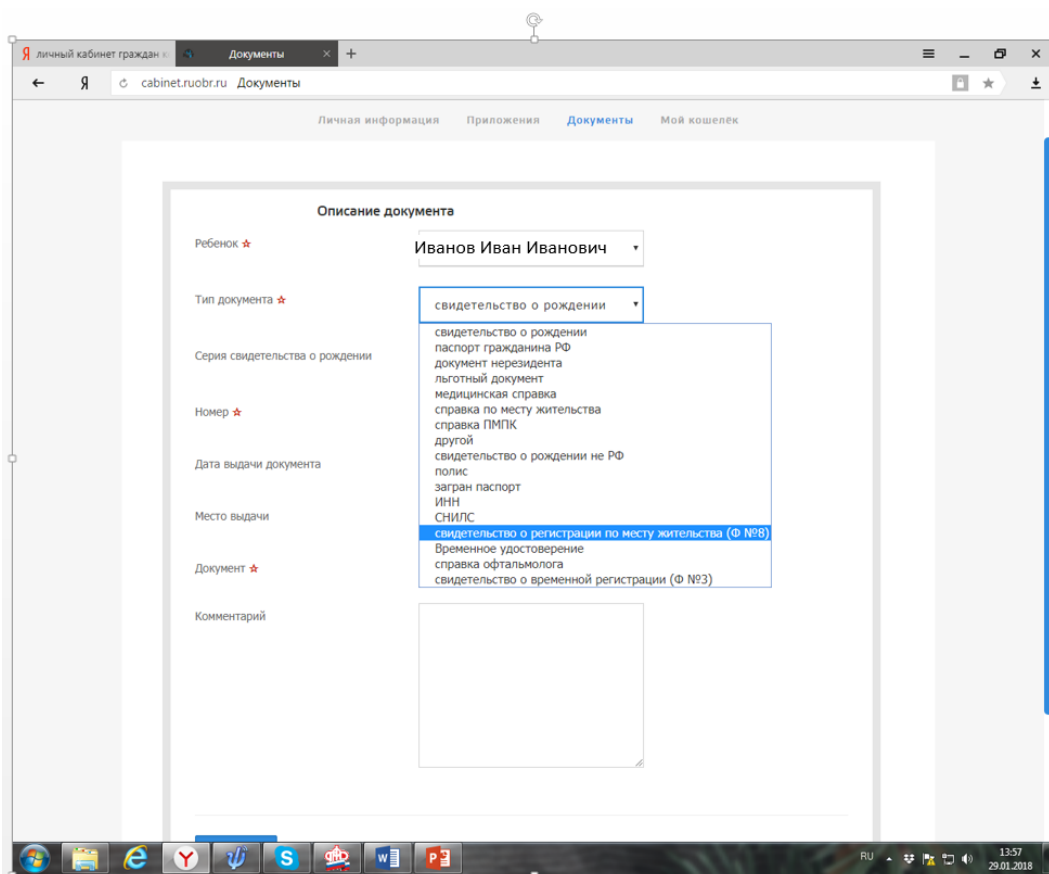 Я личный кабинет граждан к
Документы
cabinet.ruobr.ru Документы
Личная информация Приложения Документы Мой кошелёк
Описание документа
Ребенок
Иванов Иван Иванович
Тип документа
свидетельство о рождении
свидетельство о рождении
паспорт гражданина РФ
документ нерезидента
льготный документ
медицинская справка
справка по месту жительства
справка ПМПК
другой
свидетельство о рождении не РФ
полис
загран паспорт
ИНН
СНИЛС
свидетельство о регистрации по месту жительства (Ф №8)
Временное удостоверение
справка офтальмолога
свидетельство о временной регистрации (Ф №3)
Серия свидетельства о рождении
Номер
Дата выдачи документа
Место выдачи
Документ
Комментарий
RU
13:57
29.01.2018